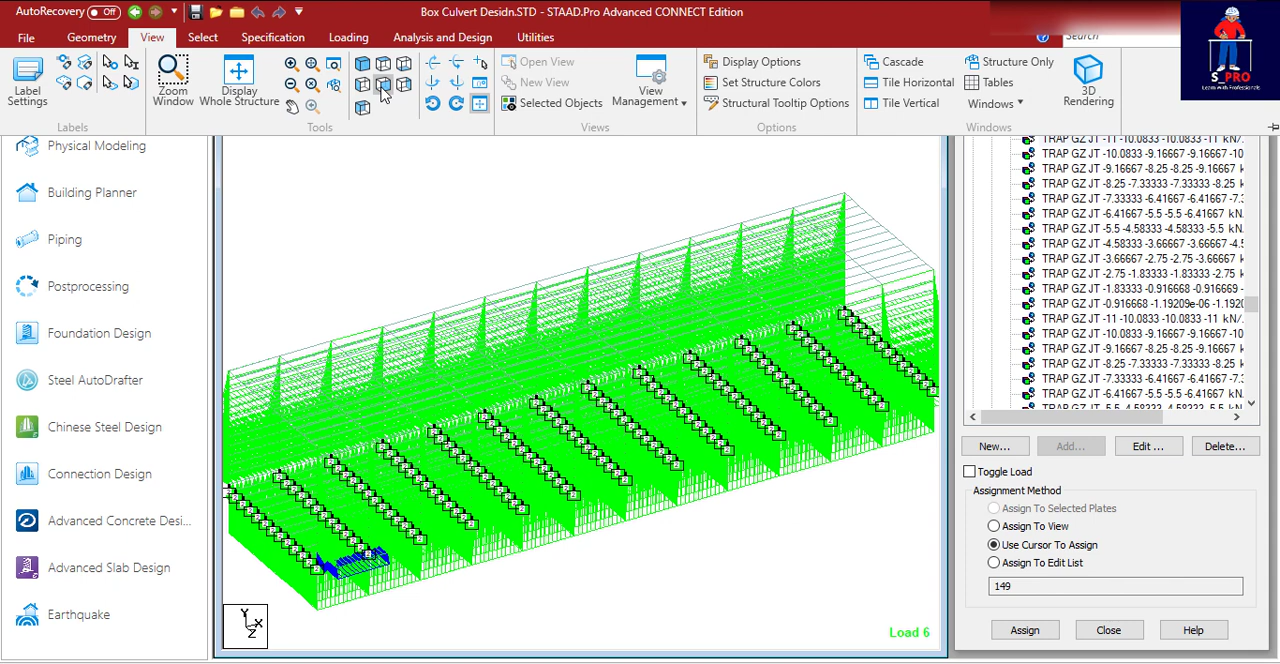 AutoRecovery Off
Box Culvert Desidn.STD - STAAD.Pro Advanced CONNECT Edition
File Geometry View Select Specification Loading Analysis and Design Utilities
Search
S_PRO
Learn with Professionals
Label Settings
Labels
Zoom Window
Display Whole Structure
Tools
Open View
New View
Selected Objects
View Management
Views
Display Options
Set Structure Colors
Structural Tooltip Options
Options
Cascade
Tile Horizontal
Tile Vertical
Structure Only
Tables
Windows
Windows
3D Rendering
Physical Modeling
Building Planner
Piping
Postprocessing
Foundation Design
Steel AutoDrafter
Chinese Steel Design
Connection Design
Advanced Concrete Desi...
Advanced Slab Design
Earthquake
Y
X
Z
Load 6
TRAP GZ JT -11 -10.0833 -10.0833 -11 kN/
TRAP GZ JT -10.0833 -9.16667 -9.16667 -10
TRAP GZ JT -9.16667 -8.25 -8.25 -9.16667 k
TRAP GZ JT -8.25 -7.33333 -7.33333 -8.25 k
TRAP GZ JT -7.33333 -6.41667 -6.41667 -7.3
TRAP GZ JT -6.41667 -5.5 -5.5 -6.41667 kN
TRAP GZ JT -5.5 -4.58333 -4.58333 -5.5 kN
TRAP GZ JT -4.58333 -3.66667 -3.66667 -4.5
TRAP GZ JT -3.66667 -2.75 -2.75 -3.66667 k
TRAP GZ JT -2.75 -1.83333 -1.83333 -2.75 k
TRAP GZ JT -1.83333 -0.916668 -0.916669 -
TRAP GZ JT -0.916668 -1.19209e-06 -1.1920
TRAP GZ JT -11 -10.0833 -10.0833 -11 kN/
TRAP GZ JT -10.0833 -9.16667 -9.16667 -10
TRAP GZ JT -9.16667 -8.25 -8.25 -9.16667 k
TRAP GZ JT -8.25 -7.33333 -7.33333 -8.25 k
TRAP GZ JT -7.33333 -6.41667 -6.41667 -7.3
TRAP GZ JT -6.41667 -5.5 -5.5 -6.41667 kN
New... Add... Edit ... Delete...
Toggle Load
Assignment Method
Assign To Selected Plates
Assign To View
Use Cursor To Assign
Assign To Edit List
149
Assign Close Help